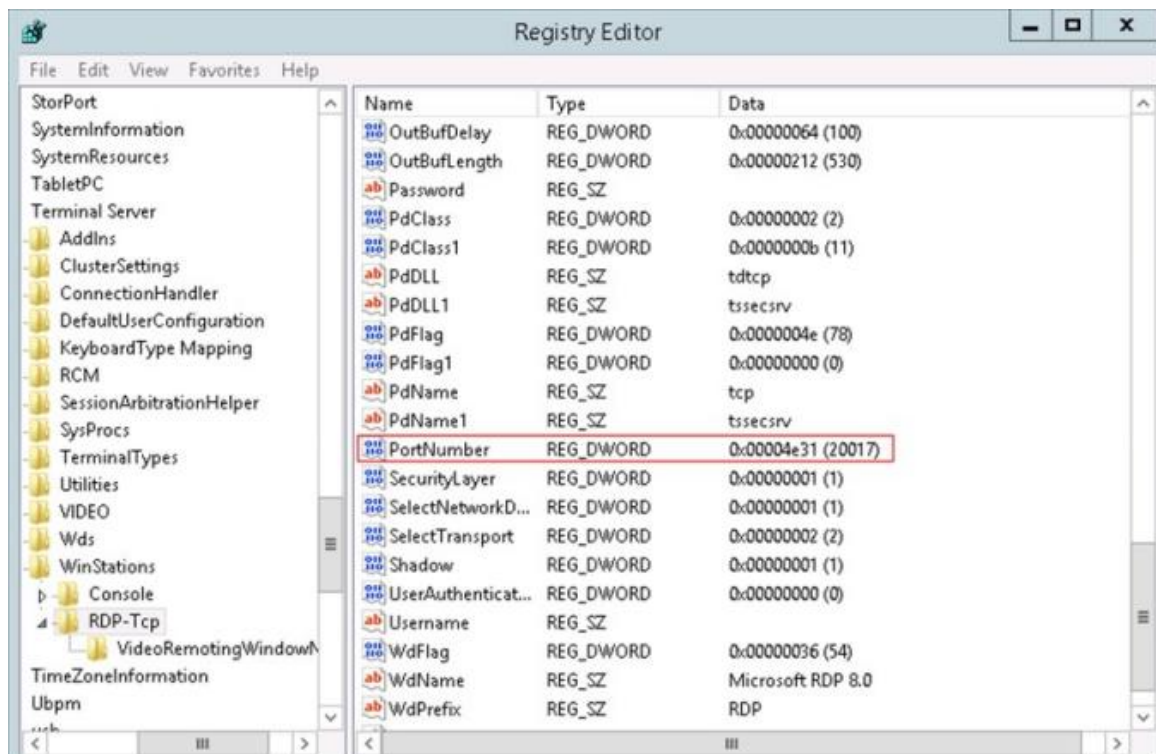 Registry Editor
File Edit View Favorites Help
StorPort
SystemInformation
SystemResources
TabletPC
Terminal Server
AddIns
ClusterSettings
ConnectionHandler
DefaultUserConfiguration
KeyboardType Mapping
RCM
SessionArbitrationHelper
SysProcs
TerminalTypes
Utilities
VIDEO
Wds
WinStations
Console
RDP-Tcp
VideoRemotingWindowN
TimeZoneInformation
Ubpm
Name Type Data
OutBufDelay REG_DWORD 0x00000064 (100)
OutBufLength REG_DWORD 0x00000212 (530)
Password REG_SZ
PdClass REG_DWORD 0x00000002 (2)
PdClass1 REG_DWORD 0x0000000b (11)
PdDLL REG_SZ tdtcp
PdDLL1 REG_SZ tssecsrv
PdFlag REG_DWORD 0x0000004e (78)
PdFlag1 REG_DWORD 0x00000000 (0)
PdName REG_SZ tcp
PdName1 REG_SZ tssecsrv
PortNumber REG_DWORD 0x00004e31 (20017)
SecurityLayer REG_DWORD 0x00000001 (1)
SelectNetworkD... REG_DWORD 0x00000001 (1)
SelectTransport REG_DWORD 0x00000002 (2)
Shadow REG_DWORD 0x00000001 (1)
UserAuthenticat... REG_DWORD 0x00000000 (0)
Username REG_SZ
WdFlag REG_DWORD 0x00000036 (54)
WdName REG_SZ Microsoft RDP 8.0
WdPrefix REG_SZ RDP